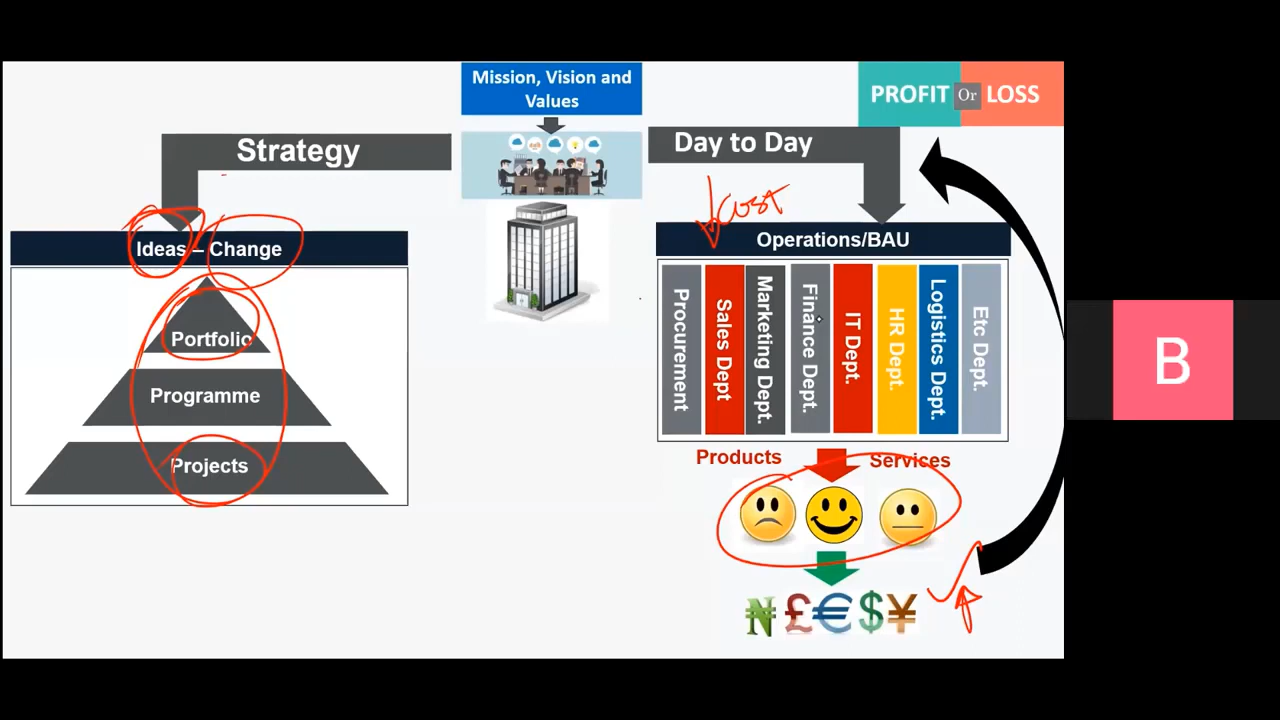 Mission, Vision and
Values
PROFIT Or LOSS
Strategy
Day to Day
Cost
Ideas – Change
Operations/BAU
Portfolio
Programme
Projects
Procurement
Sales Dept
Marketing Dept.
Finance Dept.
IT Dept.
HR Dept.
Logistics Dept.
Etc Dept.
Products
Services
₦ £ € $ ¥
B